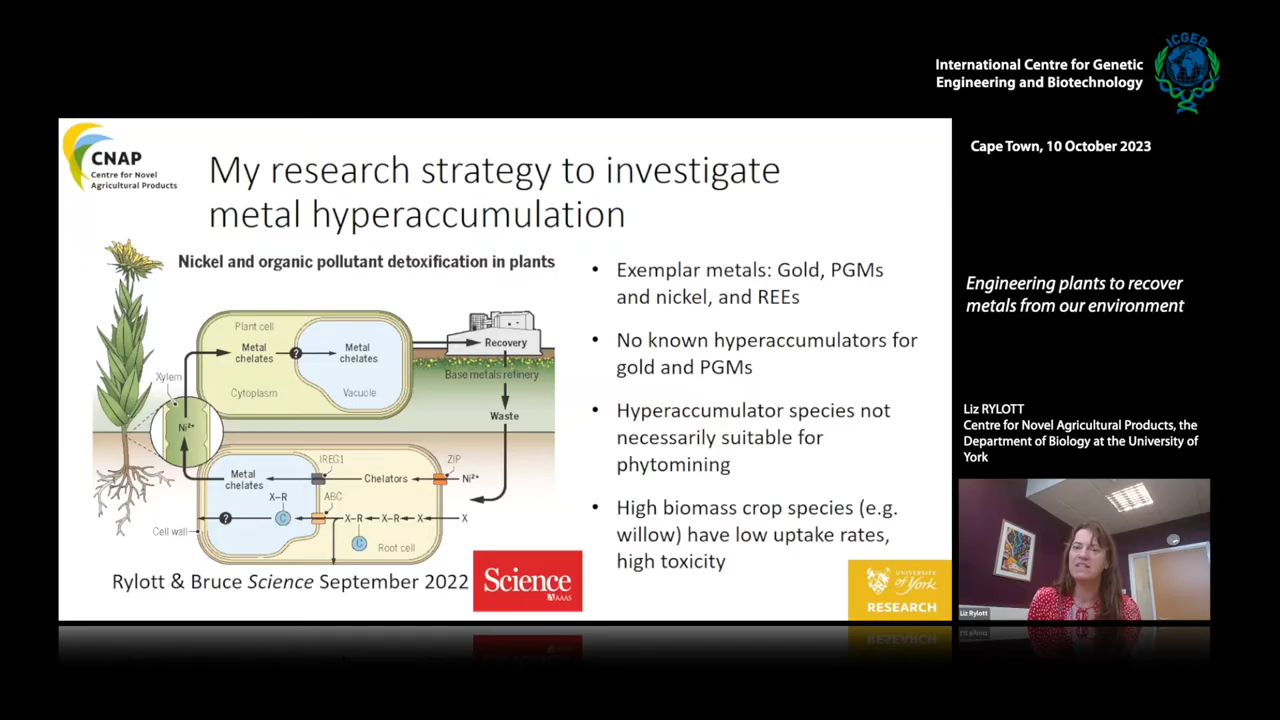 ICGEB
International Centre for Genetic
Engineering and Biotechnology
Cape Town, 10 October 2023
CNAP
Centre for Novel
Agricultural Products
My research strategy to investigate
metal hyperaccumulation
Nickel and organic pollutant detoxification in plants
Plant cell
Metal
chelates
?
Metal
chelates
Cytoplasm
Vacuole
Xylem
Ni²⁺
Recovery
Base metals refinery
Waste
IREG1
ZIP
Metal
chelates
Chelators
Ni²⁺
X–R
ABC
C
?
X–R
X–R
X
X
C
Cell wall
Root cell
Rylott & Bruce Science September 2022
Science
AAAS
• Exemplar metals: Gold, PGMs
and nickel, and REEs
• No known hyperaccumulators for
gold and PGMs
• Hyperaccumulator species not
necessarily suitable for
phytomining
• High biomass crop species (e.g.
willow) have low uptake rates,
high toxicity
UNIVERSITY
of York
RESEARCH
Engineering plants to recover
metals from our environment
Liz RYLOTT
Centre for Novel Agricultural Products, the
Department of Biology at the University of
York
Liz Rylott